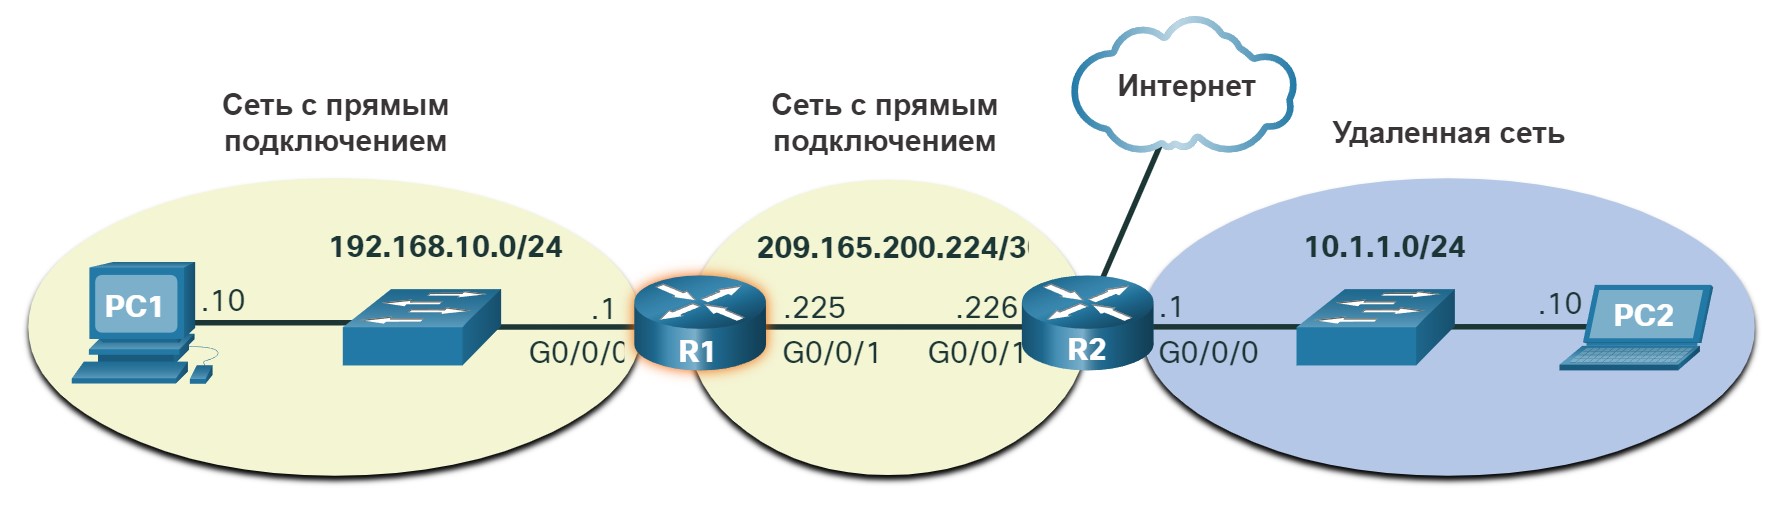 Интернет
Сеть с прямым
подключением
Сеть с прямым
подключением
Удаленная сеть
192.168.10.0/24
209.165.200.224/30
10.1.1.0/24
PC1
.10
.1
G0/0/0
R1
.225
G0/0/1
.226
G0/0/1
R2
.1
G0/0/0
.10
PC2